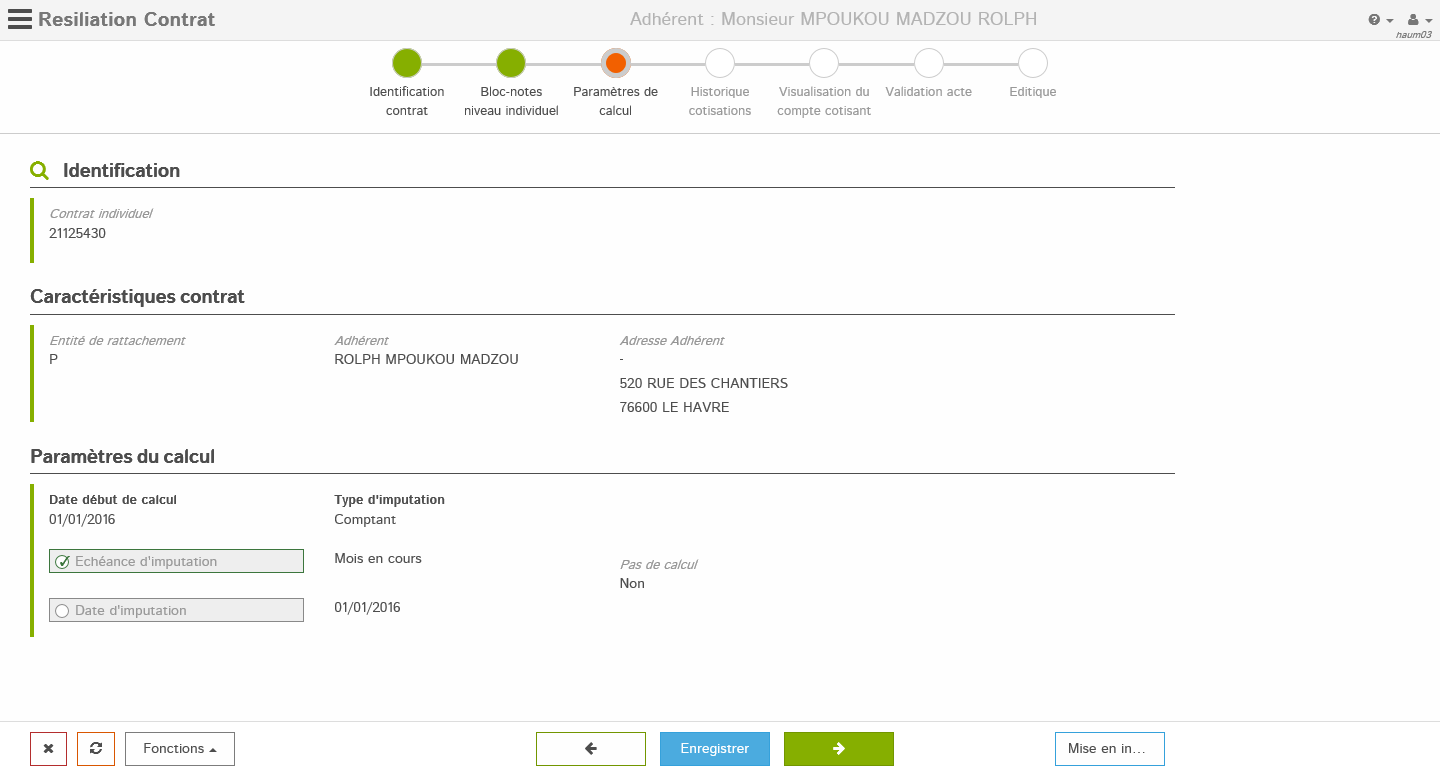 Resiliation Contrat
Adhérent : Monsieur MPOUKOU MADZOU ROLPH
haum03
Identification
contrat
Bloc-notes
niveau individuel
Paramètres de
calcul
Historique
cotisations
Visualisation du
compte cotisant
Validation acte
Editique
Identification
Contrat individuel
21125430
Caractéristiques contrat
Entité de rattachement
P
Adhérent
ROLPH MPOUKOU MADZOU
Adresse Adhérent
-
520 RUE DES CHANTIERS
76600 LE HAVRE
Paramètres du calcul
Date début de calcul
01/01/2016
Type d'imputation
Comptant
Echéance d'imputation
Mois en cours
Pas de calcul
Non
Date d'imputation
01/01/2016
Fonctions
Enregistrer
Mise en in...